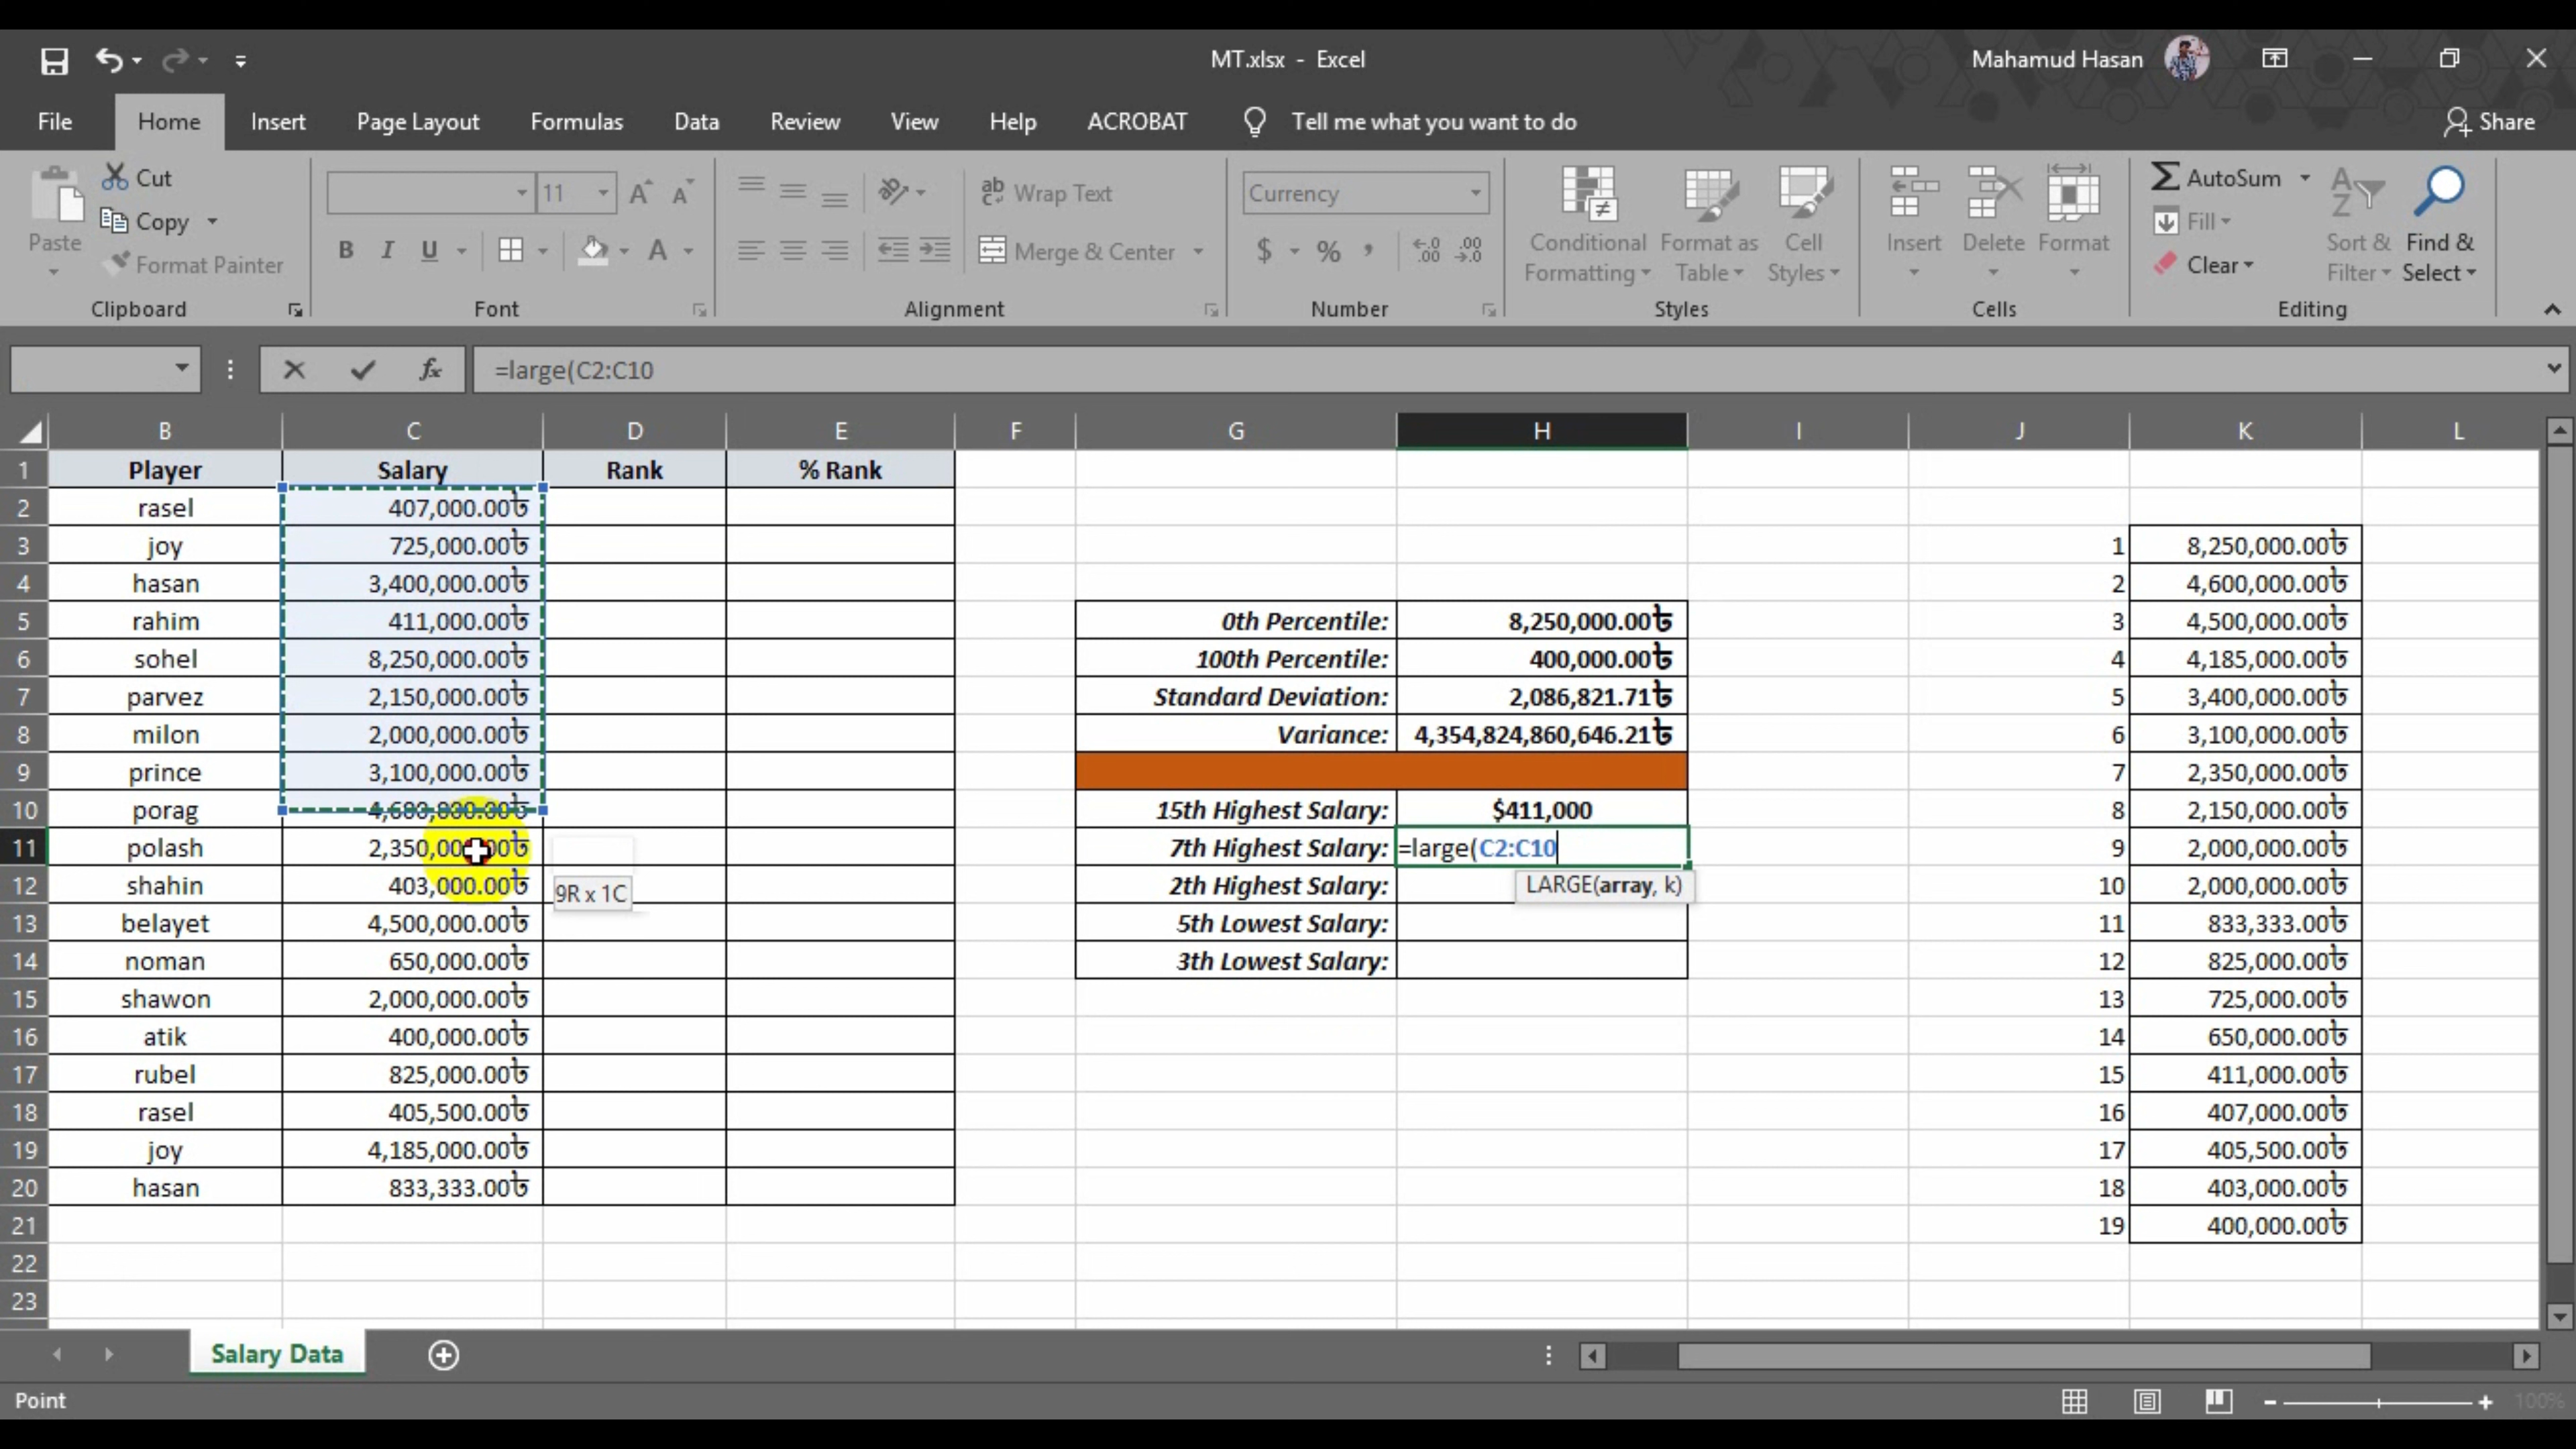 MT.xlsx - Excel
Mahamud Hasan
File Home Insert Page Layout Formulas Data Review View Help ACROBAT Tell me what you want to do Share
Paste Cut Copy Format Painter Clipboard
11 B I U Font
ab Wrap Text Merge & Center Alignment
Currency $ % , Number
Conditional Formatting Format as Table Cell Styles Styles
Insert Delete Format Cells
AutoSum Fill Clear Sort & Filter Find & Select Editing
fx =large(C2:C10
B C D E F G H I J K L
1 Player Salary Rank % Rank
2 rasel 407,000.00৳
3 joy 725,000.00৳ 1 8,250,000.00৳
4 hasan 3,400,000.00৳ 2 4,600,000.00৳
5 rahim 411,000.00৳ 0th Percentile: 8,250,000.00৳ 3 4,500,000.00৳
6 sohel 8,250,000.00৳ 100th Percentile: 400,000.00৳ 4 4,185,000.00৳
7 parvez 2,150,000.00৳ Standard Deviation: 2,086,821.71৳ 5 3,400,000.00৳
8 milon 2,000,000.00৳ Variance: 4,354,824,860,646.21৳ 6 3,100,000.00৳
9 prince 3,100,000.00৳ 7 2,350,000.00৳
10 porag 4,600,000.00৳ 15th Highest Salary: $411,000 8 2,150,000.00৳
11 polash 7th Highest Salary: =large(C2:C10 9 2,000,000.00৳
12 shahin 403,000.00৳ 9R x 1C 2th Highest Salary: LARGE(array, k) 10 2,000,000.00৳
13 belayet 4,500,000.00৳ 5th Lowest Salary: 11 833,333.00৳
14 noman 650,000.00৳ 3th Lowest Salary: 12 825,000.00৳
15 shawon 2,000,000.00৳ 13 725,000.00৳
16 atik 400,000.00৳ 14 650,000.00৳
17 rubel 825,000.00৳ 15 411,000.00৳
18 rasel 405,500.00৳ 16 407,000.00৳
19 joy 4,185,000.00৳ 17 405,500.00৳
20 hasan 833,333.00৳ 18 403,000.00৳
21 19 400,000.00৳
22
23
Salary Data
Point 100%